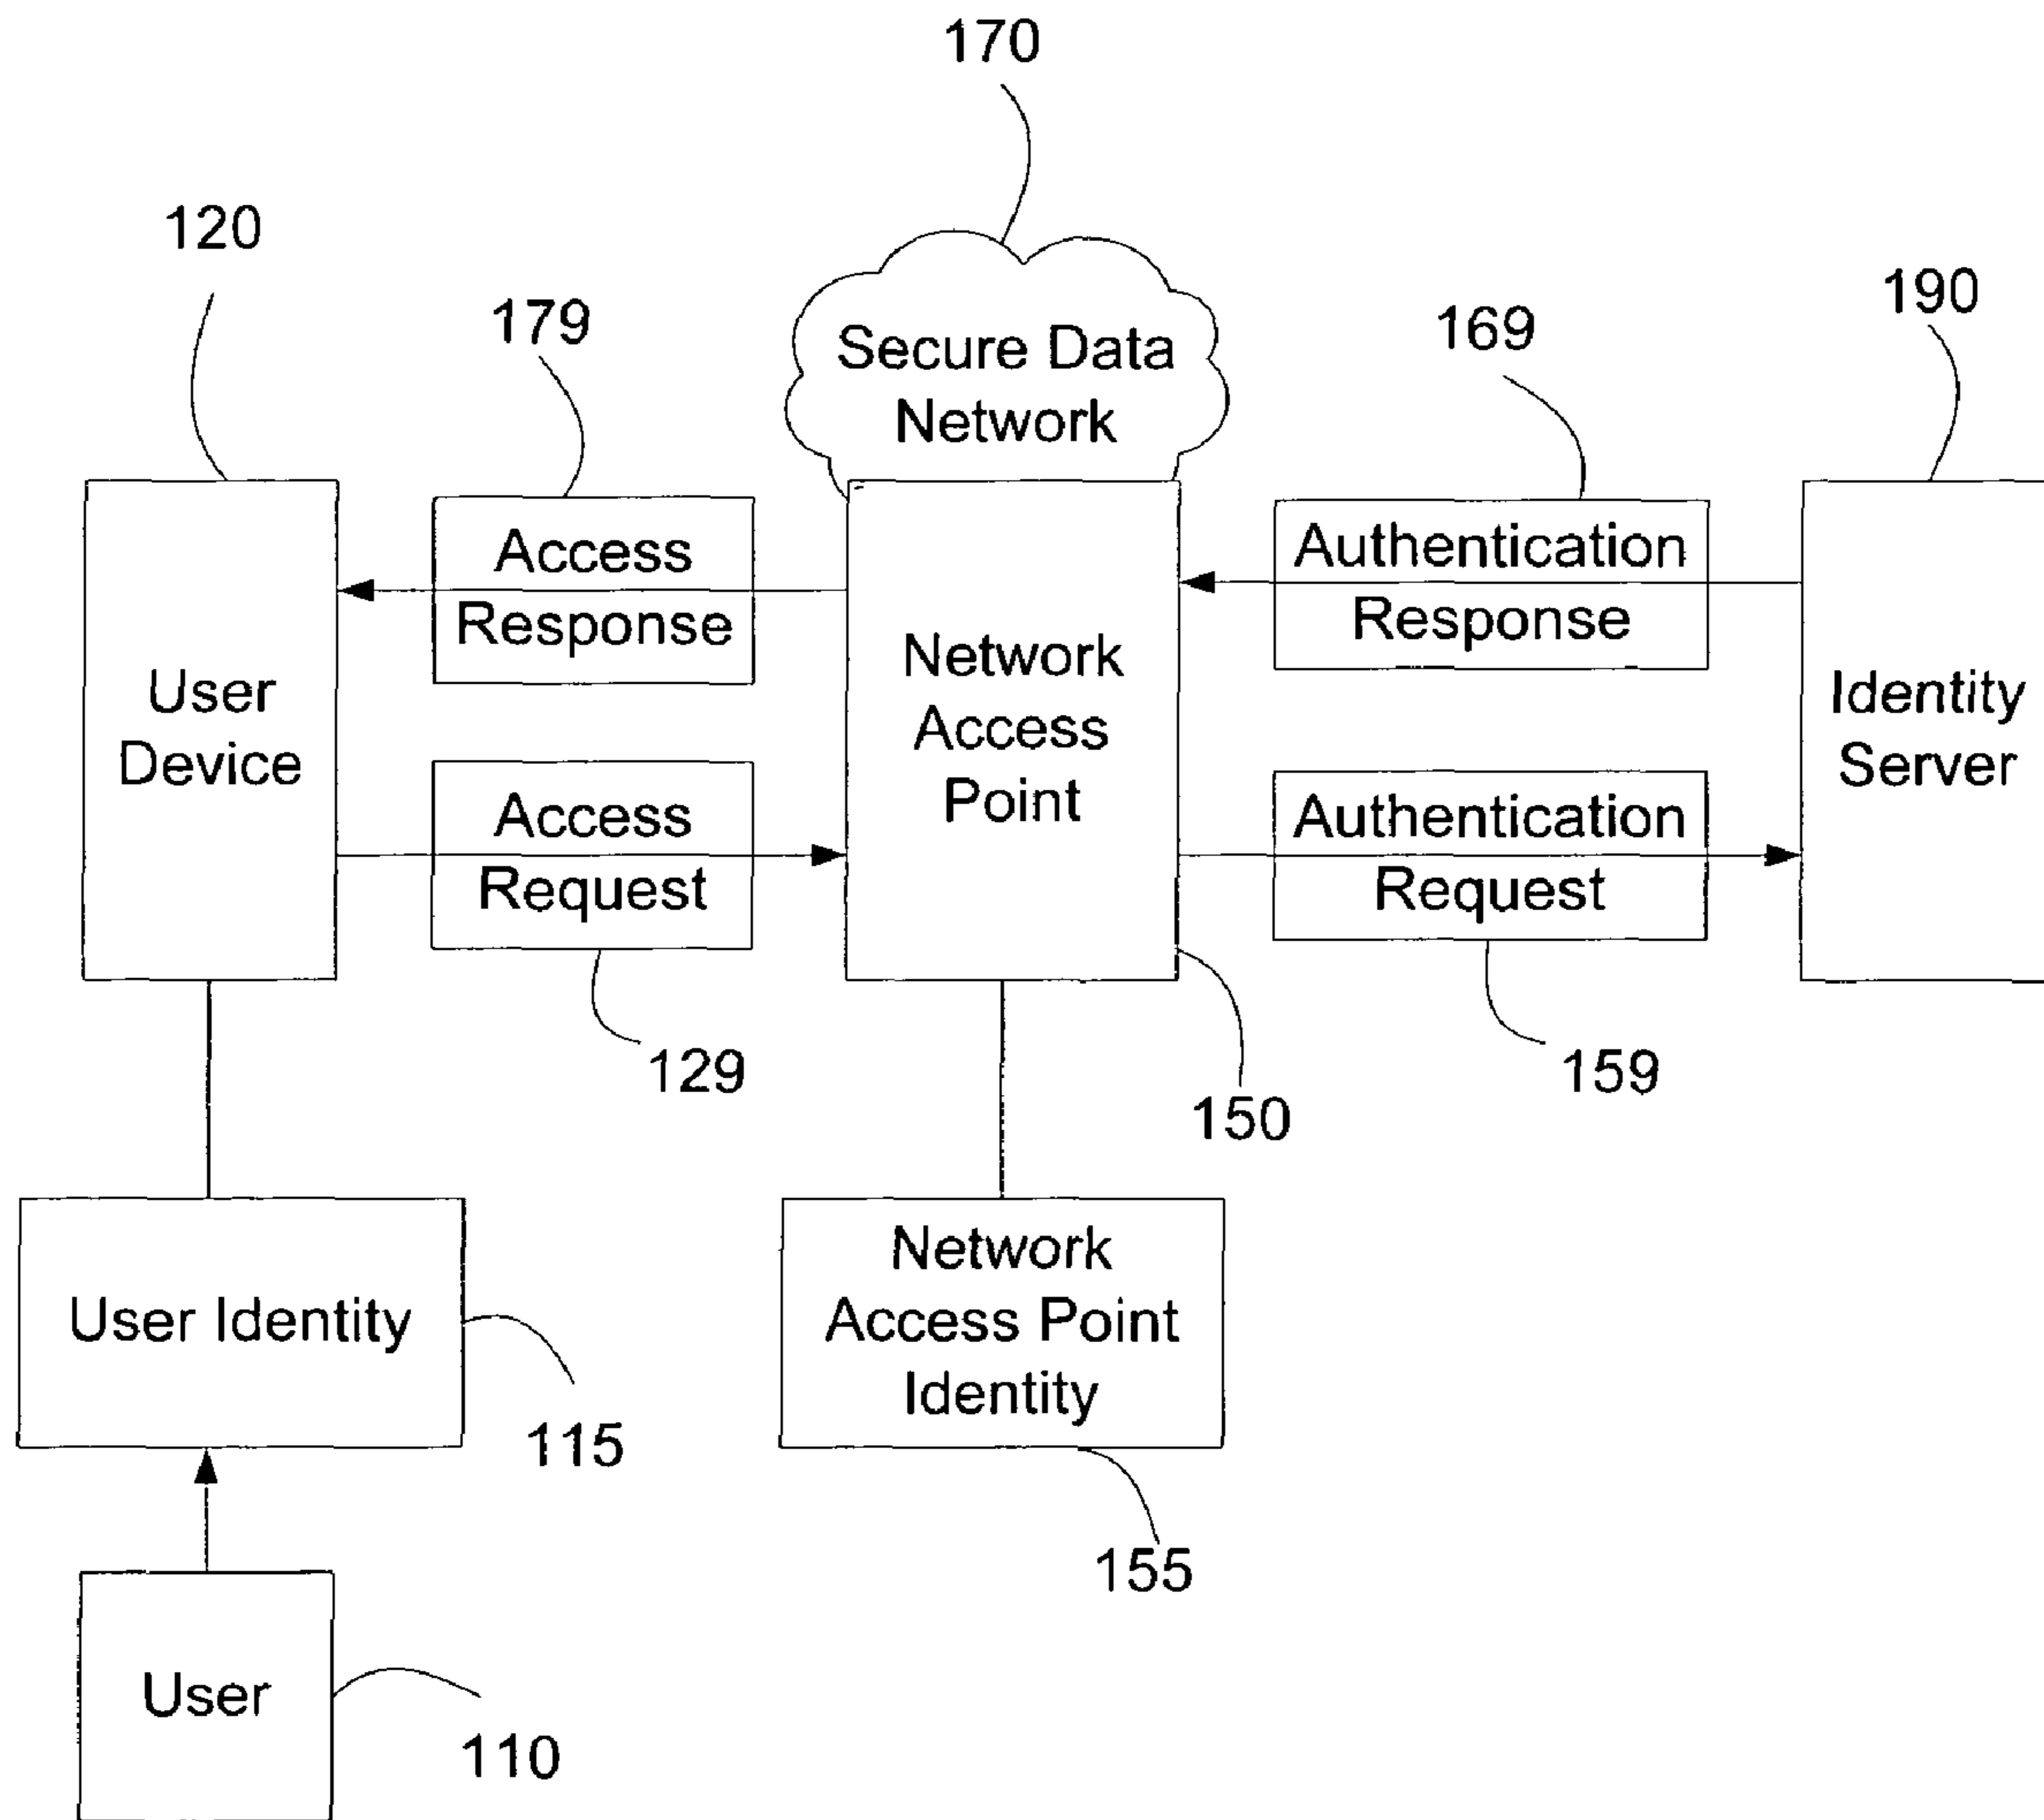 170
120
179
Secure Data
Network
169
190
Access
Response
Authentication
Response
User
Device
Network
Access
Point
Identity
Server
Access
Request
Authentication
Request
129
150
159
User Identity
115
Network
Access Point
Identity
155
User
110